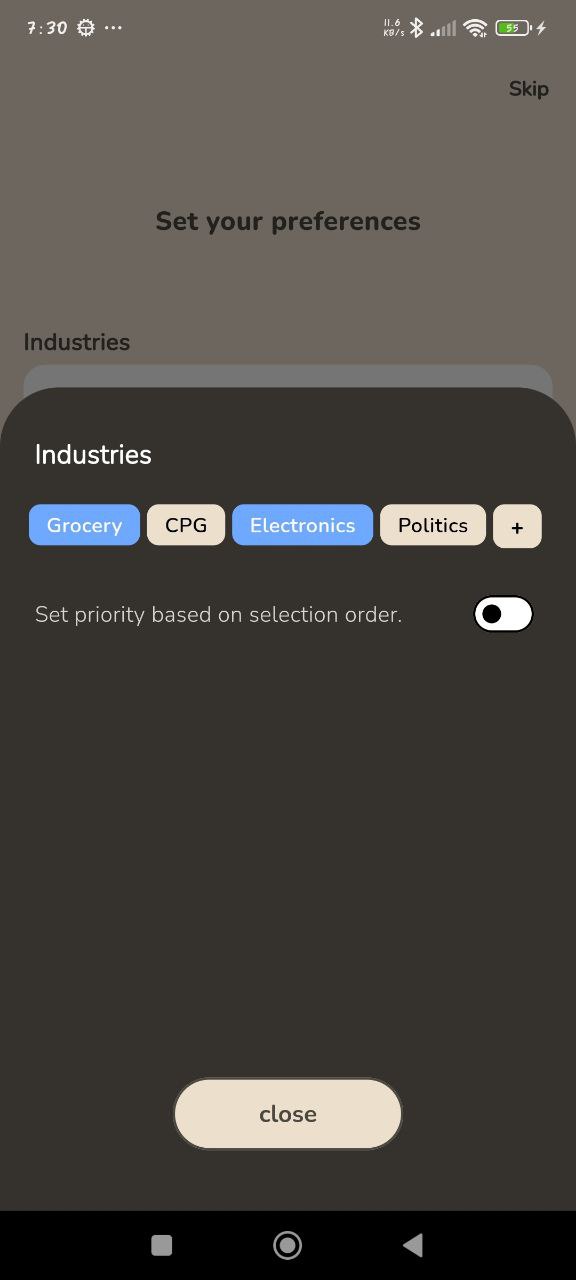 7:30 ... 11.6 KB/s 55
Skip
Set your preferences
Industries
Industries
Grocery CPG Electronics Politics +
Set priority based on selection order.
close